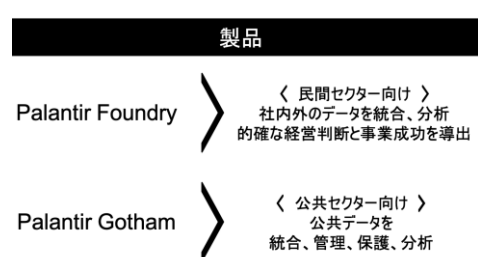 製品
Palantir Foundry
〈 民間セクター向け 〉
社内外のデータを統合、分析
的確な経営判断と事業成功を導出
Palantir Gotham
〈 公共セクター向け 〉
公共データを
統合、管理、保護、分析